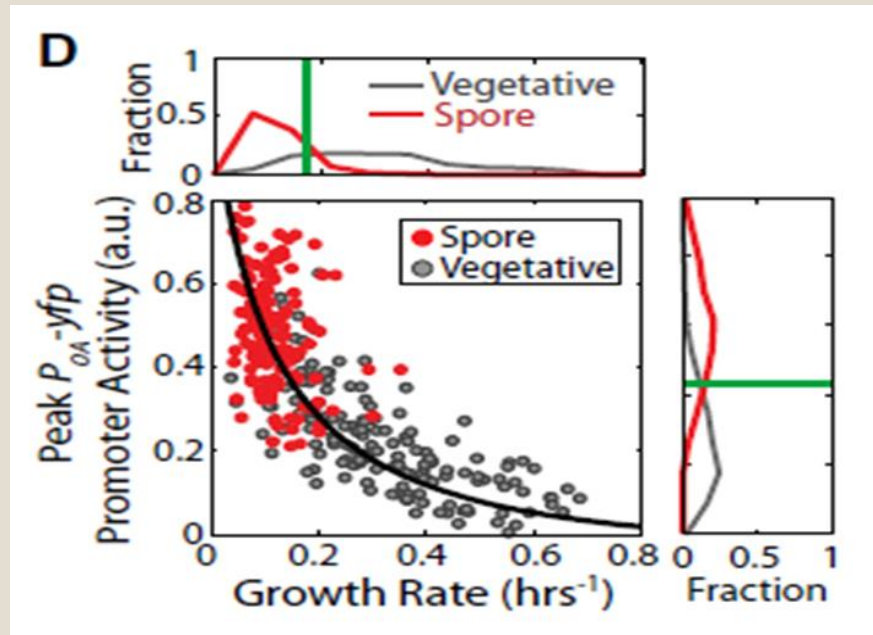 D
1
0.5
0
Fraction
Vegetative
Spore
0.8
0.6
0.4
0.2
0
Peak P0A-yfp
Promoter Activity (a.u.)
Spore
Vegetative
0 0.2 0.4 0.6 0.8
Growth Rate (hrs-1)
0 0.5 1
Fraction